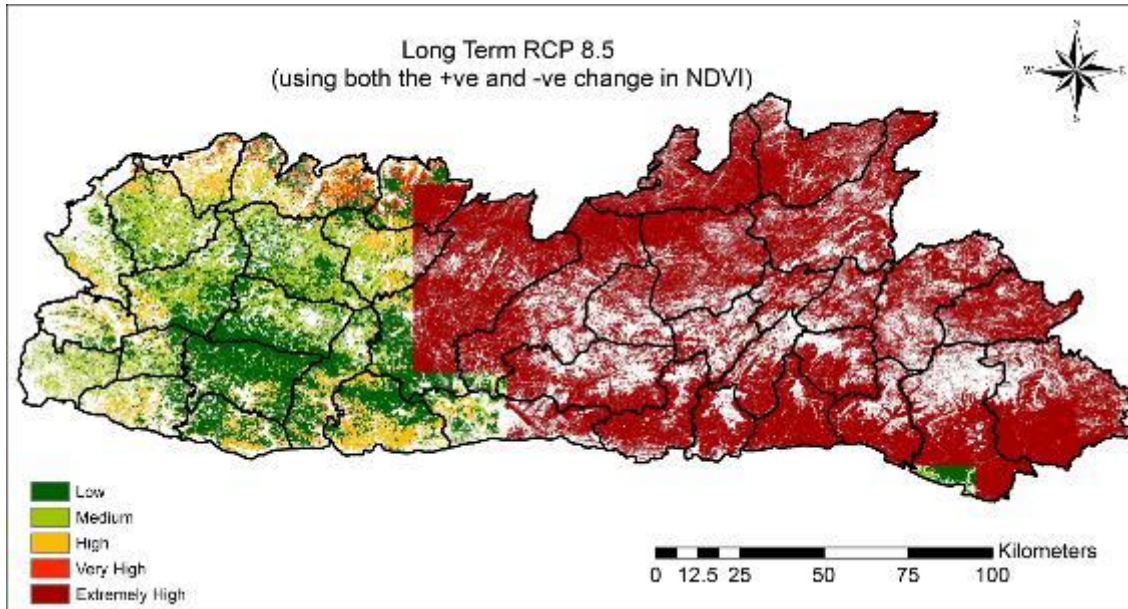 Long Term RCP 8.5
(using both the +ve and -ve change in NDVI)
N
W
E
S
Low
Medium
High
Very High
Extremely High
Kilometers
0 12.5 25 50 75 100